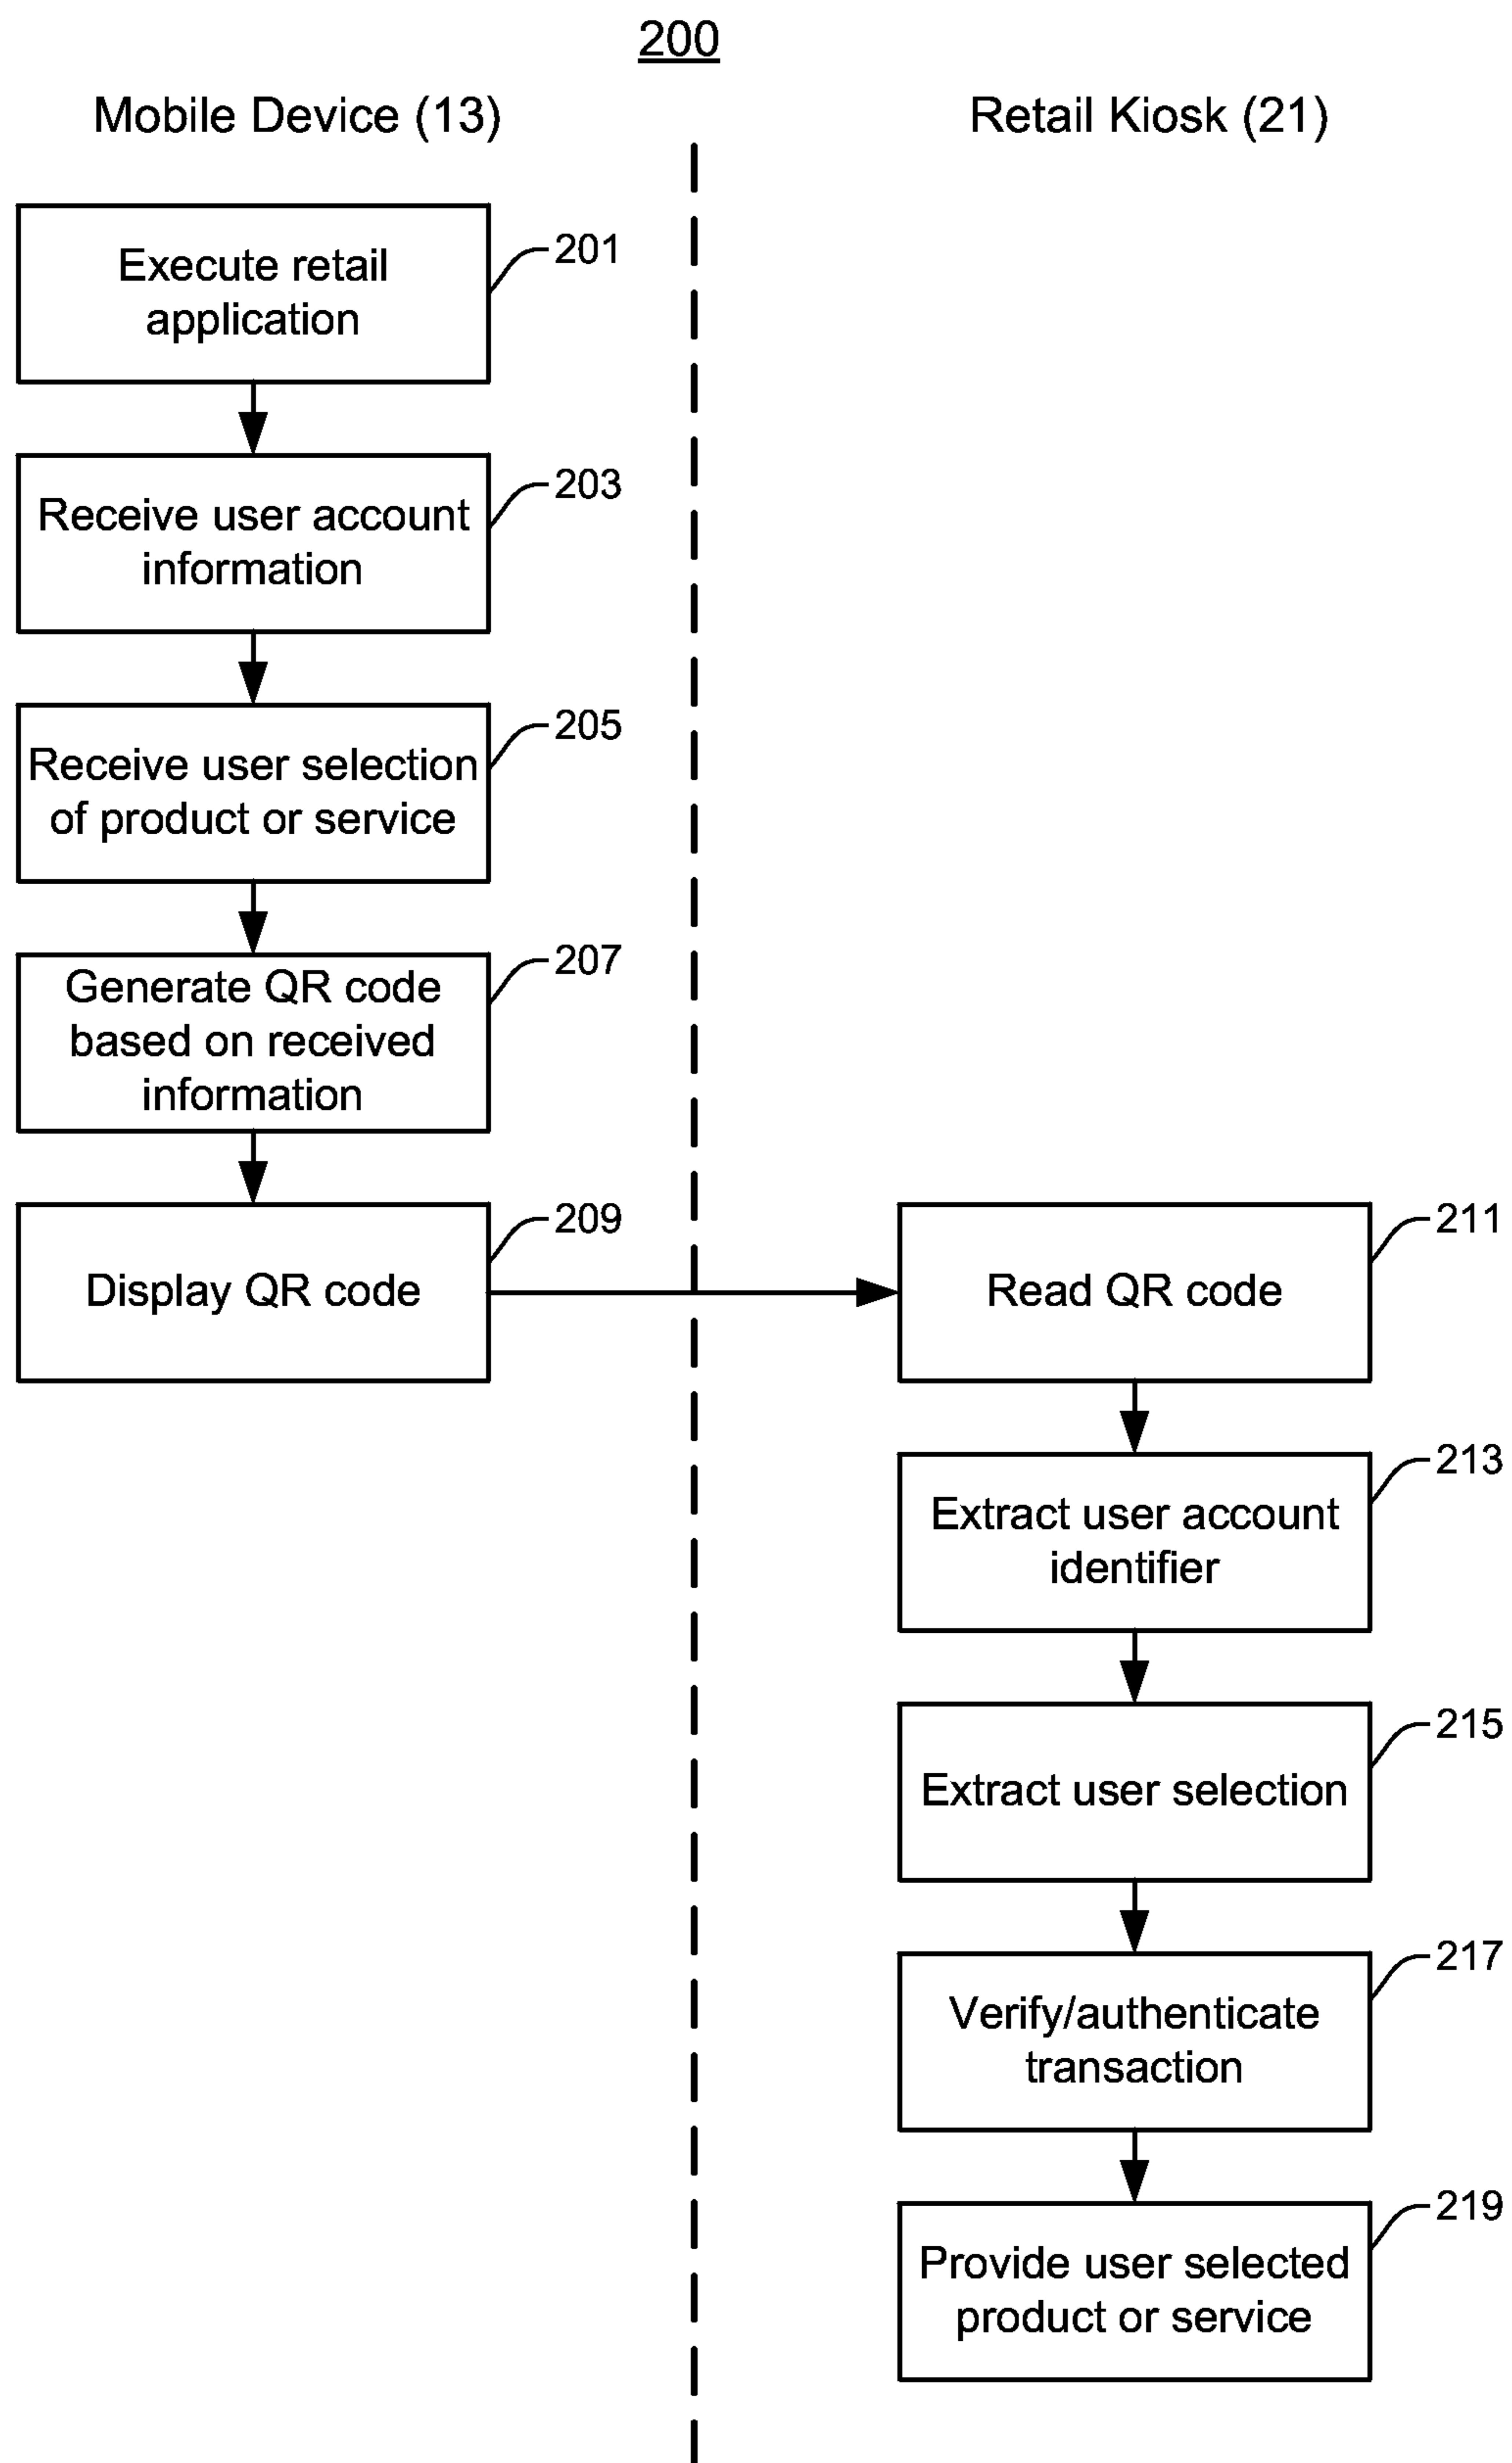 200
Mobile Device (13)
Retail Kiosk (21)
Execute retail
application
201
Receive user account
information
203
Receive user selection
of product or service
205
Generate QR code
based on received
information
207
Display QR code
209
Read QR code
211
Extract user account
identifier
213
Extract user selection
215
Verify/authenticate
transaction
217
Provide user selected
product or service
219